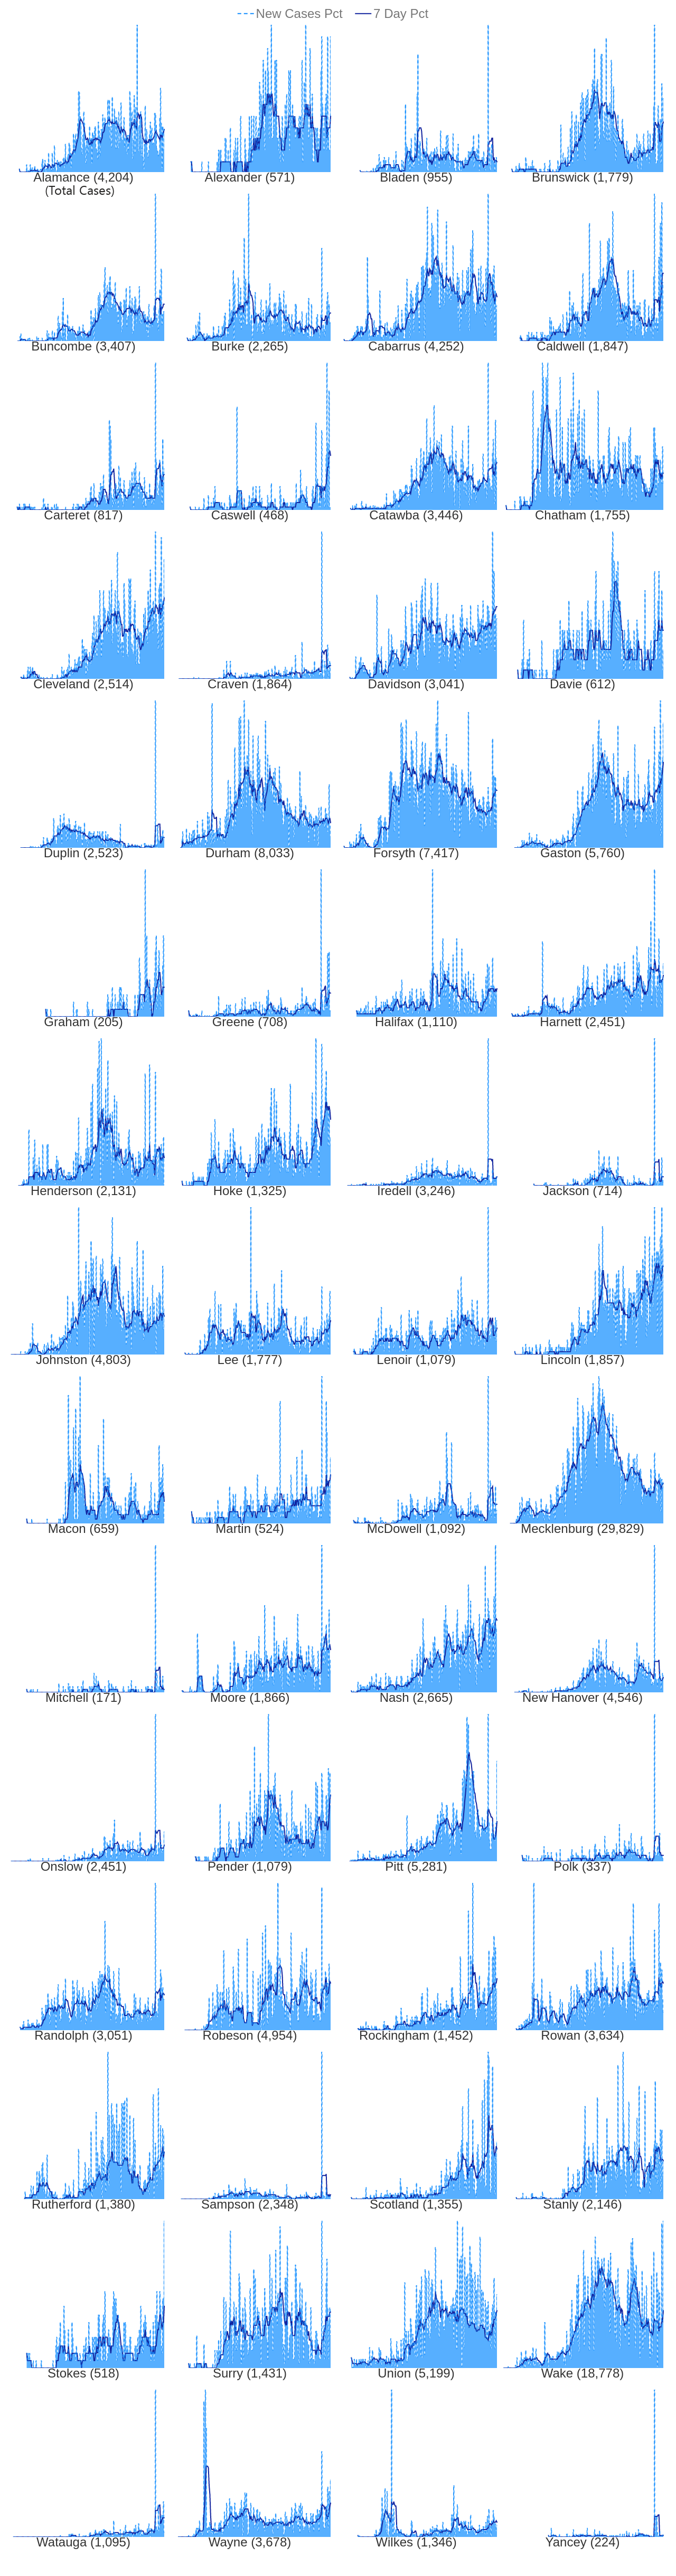 New Cases Pct 7 Day Pct
Alamance (4,204) Alexander (571) Bladen (955) Brunswick (1,779)
(Total Cases)
Buncombe (3,407) Burke (2,265) Cabarrus (4,252) Caldwell (1,847)
Carteret (817) Caswell (468) Catawba (3,446) Chatham (1,755)
Cleveland (2,514) Craven (1,864) Davidson (3,041) Davie (612)
Duplin (2,523) Durham (8,033) Forsyth (7,417) Gaston (5,760)
Graham (205) Greene (708) Halifax (1,110) Harnett (2,451)
Henderson (2,131) Hoke (1,325) Iredell (3,246) Jackson (714)
Johnston (4,803) Lee (1,777) Lenoir (1,079) Lincoln (1,857)
Macon (659) Martin (524) McDowell (1,092) Mecklenburg (29,829)
Mitchell (171) Moore (1,866) Nash (2,665) New Hanover (4,546)
Onslow (2,451) Pender (1,079) Pitt (5,281) Polk (337)
Randolph (3,051) Robeson (4,954) Rockingham (1,452) Rowan (3,634)
Rutherford (1,380) Sampson (2,348) Scotland (1,355) Stanly (2,146)
Stokes (518) Surry (1,431) Union (5,199) Wake (18,778)
Watauga (1,095) Wayne (3,678) Wilkes (1,346) Yancey (224)